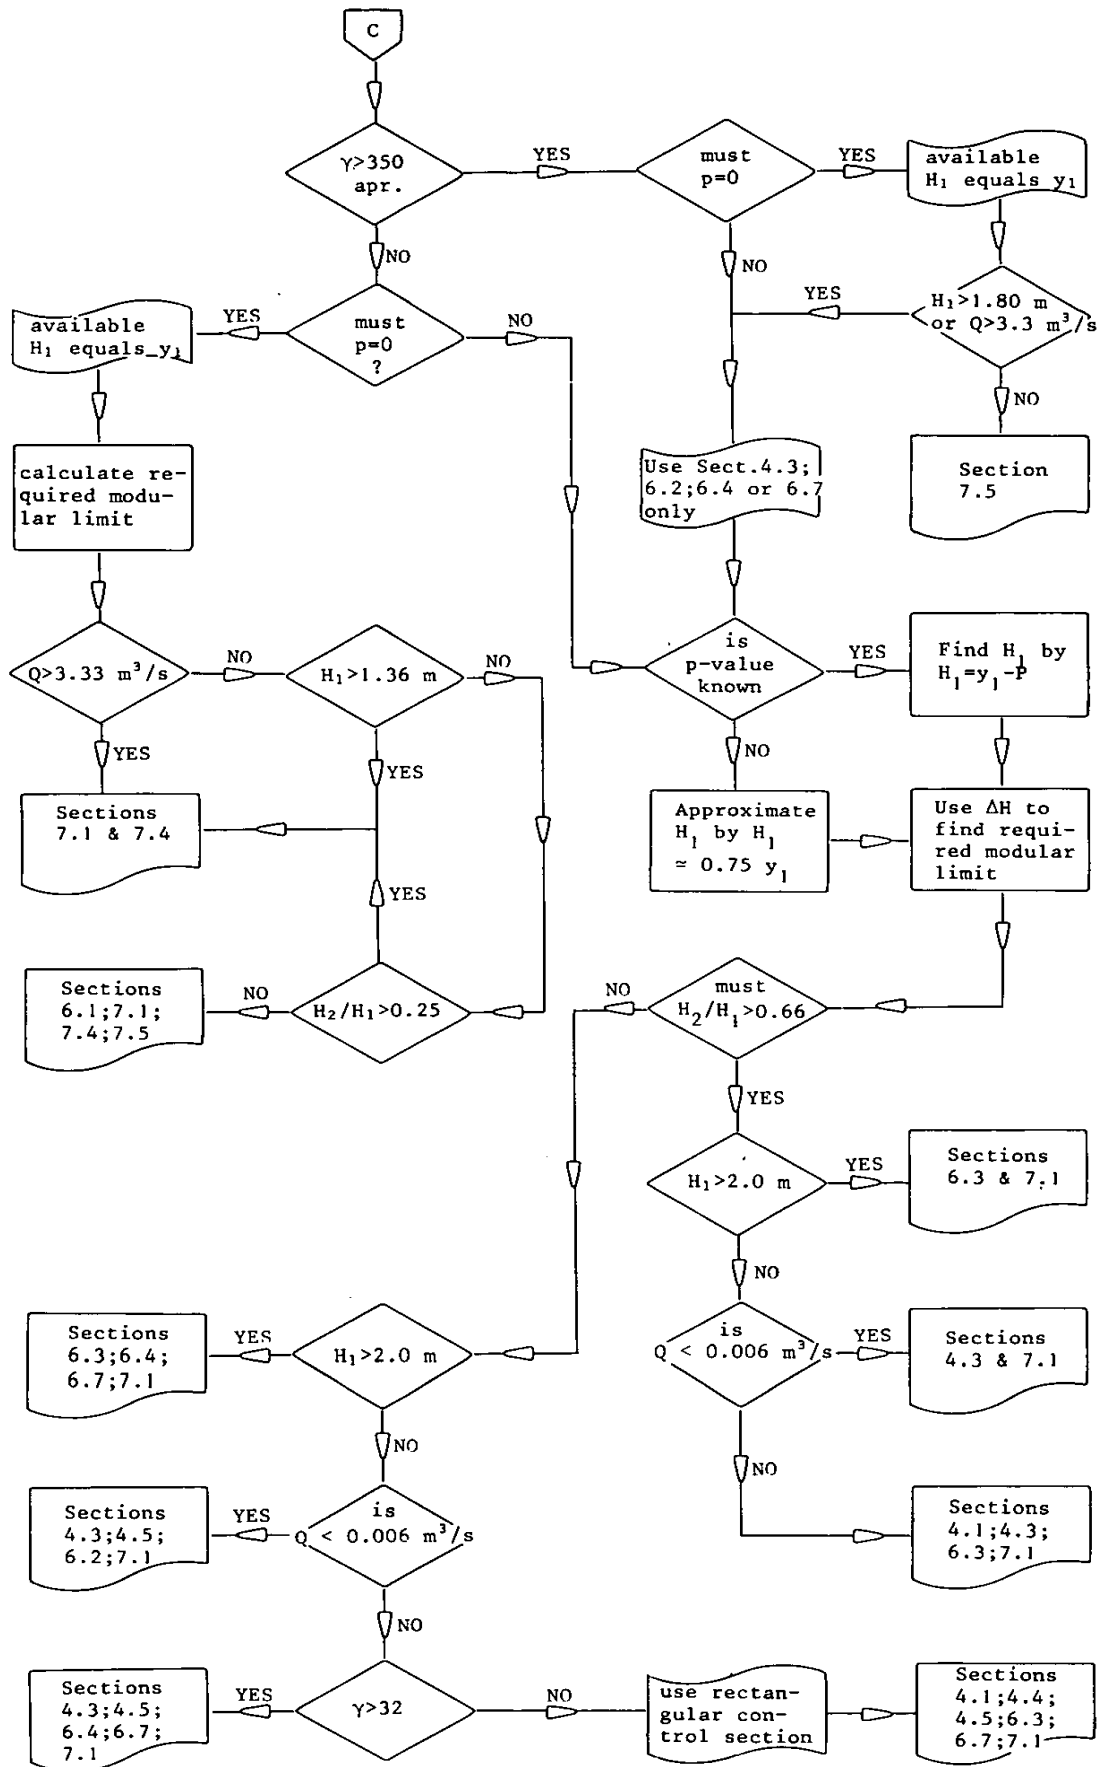 C
γ>350
apr.
YES
must
p=0
YES
available
H₁ equals y₁
NO
NO
YES
H₁>1.80 m
or Q>3.3 m³/s
available
H₁ equals y₁
YES
must
p=0
?
NO
NO
Section
7.5
calculate re-
quired modu-
lar limit
Use Sect.4.3;
6.2;6.4 or 6.7
only
Q>3.33 m³/s
NO
H₁>1.36 m
NO
is
p-value
known
YES
Find H₁ by
H₁=y₁-P
YES
YES
NO
Sections
7.1 & 7.4
Approximate
H₁ by H₁
≃ 0.75 y₁
Use ΔH to
find requi-
red modular
limit
YES
Sections
6.1;7.1;
7.4;7.5
NO
H₂/H₁>0.25
NO
must
H₂/H₁>0.66
YES
H₁>2.0 m
YES
Sections
6.3 & 7.1
NO
Sections
6.3;6.4;
6.7;7.1
YES
H₁>2.0 m
is
Q < 0.006 m³/s
YES
Sections
4.3 & 7.1
NO
NO
Sections
4.3;4.5;
6.2;7.1
YES
is
Q < 0.006 m³/s
Sections
4.1;4.3;
6.3;7.1
NO
Sections
4.3;4.5;
6.4;6.7;
7.1
YES
γ>32
NO
use rectan-
gular con-
trol section
Sections
4.1;4.4;
4.5;6.3;
6.7;7.1